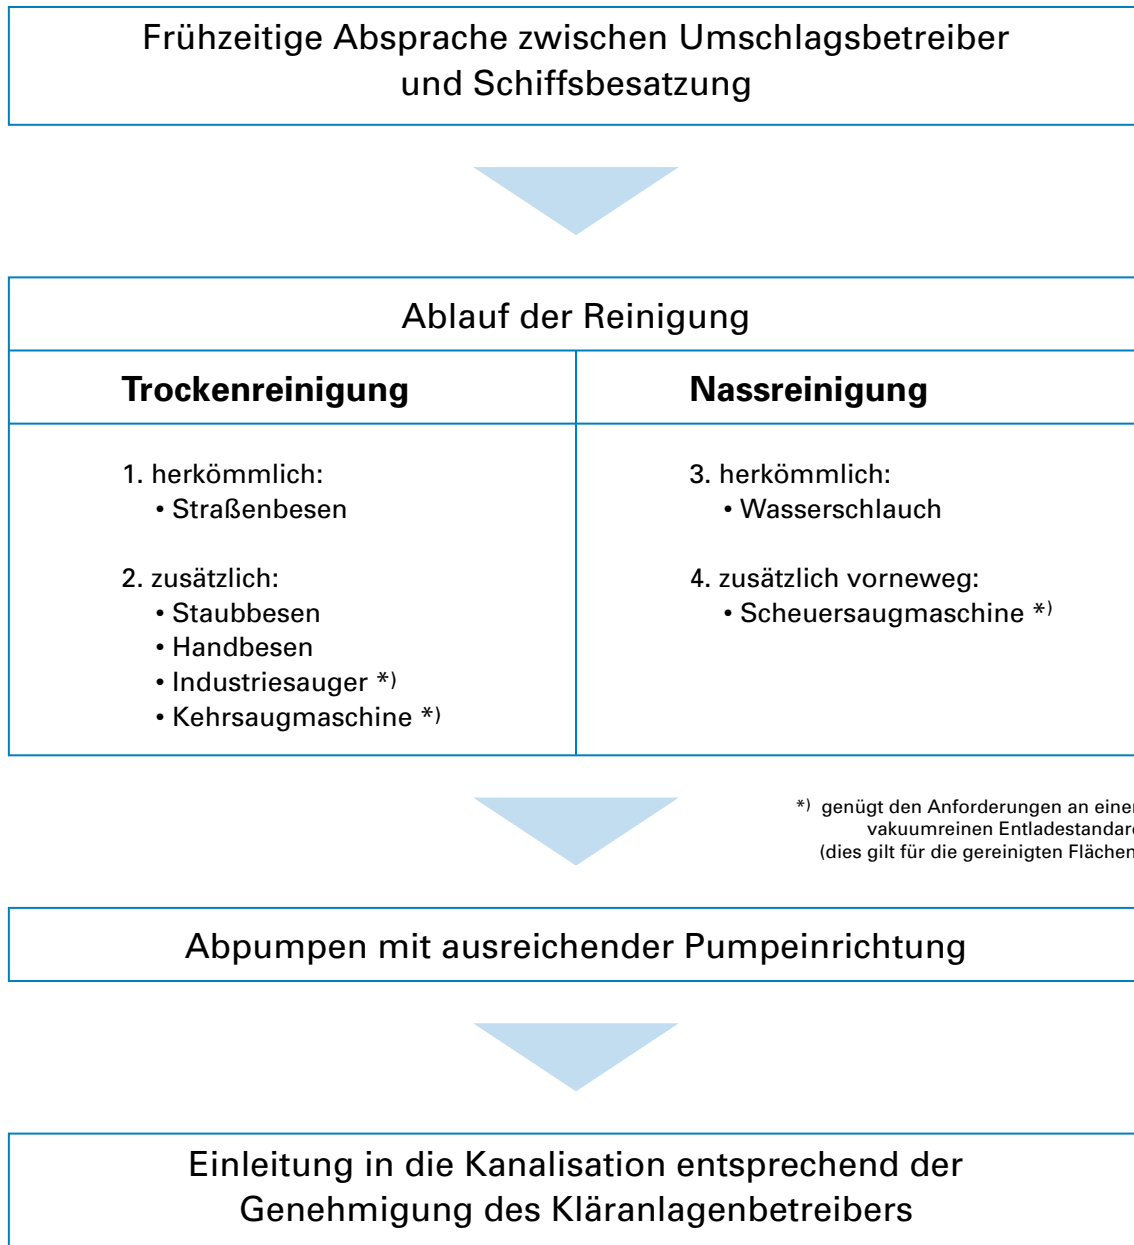 Frühzeitige Absprache zwischen Umschlagsbetreiber
und Schiffsbesatzung
Ablauf der Reinigung
Trockenreinigung
1. herkömmlich:
• Straßenbesen
2. zusätzlich:
• Staubbesen
• Handbesen
• Industriesauger *)
• Kehrsaugmaschine *)
Nassreinigung
3. herkömmlich:
• Wasserschlauch
4. zusätzlich vorneweg:
• Scheuersaugmaschine *)
*) genügt den Anforderungen an einen
vakuumreinen Entladestandard
(dies gilt für die gereinigten Flächen
Abpumpen mit ausreichender Pumpeinrichtung
Einleitung in die Kanalisation entsprechend der
Genehmigung des Kläranlagenbetreibers